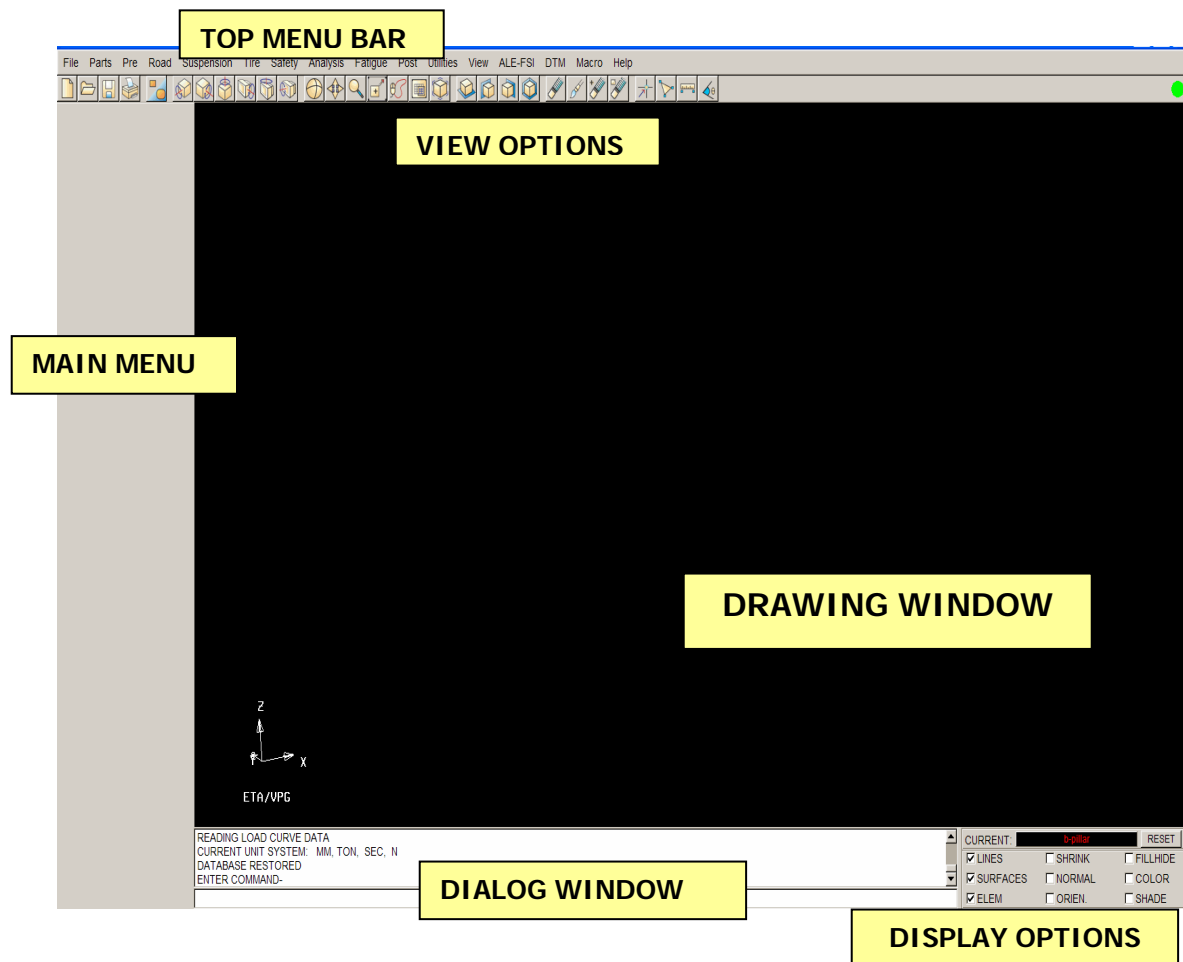 TOP MENU BAR
File Parts Pre Road Suspension Tire Safety Analysis Fatigue Post Utilities View ALE-FSI DTM Macro Help
VIEW OPTIONS
MAIN MENU
DRAWING WINDOW
Z
Y
X
ETA/VPG
READING LOAD CURVE DATA
CURRENT UNIT SYSTEM: MM, TON, SEC, N
DATABASE RESTORED
ENTER COMMAND-
DIALOG WINDOW
CURRENT: b-pillar RESET
LINES SHRINK FILLHIDE
SURFACES NORMAL COLOR
ELEM ORIEN. SHADE
DISPLAY OPTIONS